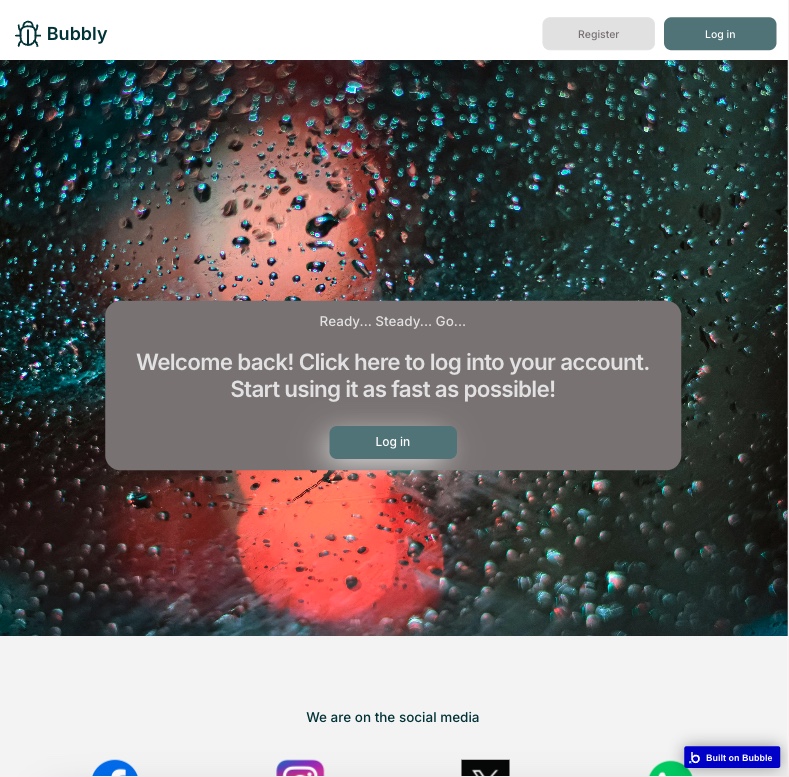 Bubbly
Register
Log in
Ready... Steady... Go...
Welcome back! Click here to log into your account.
Start using it as fast as possible!
Log in
We are on the social media
Built on Bubble